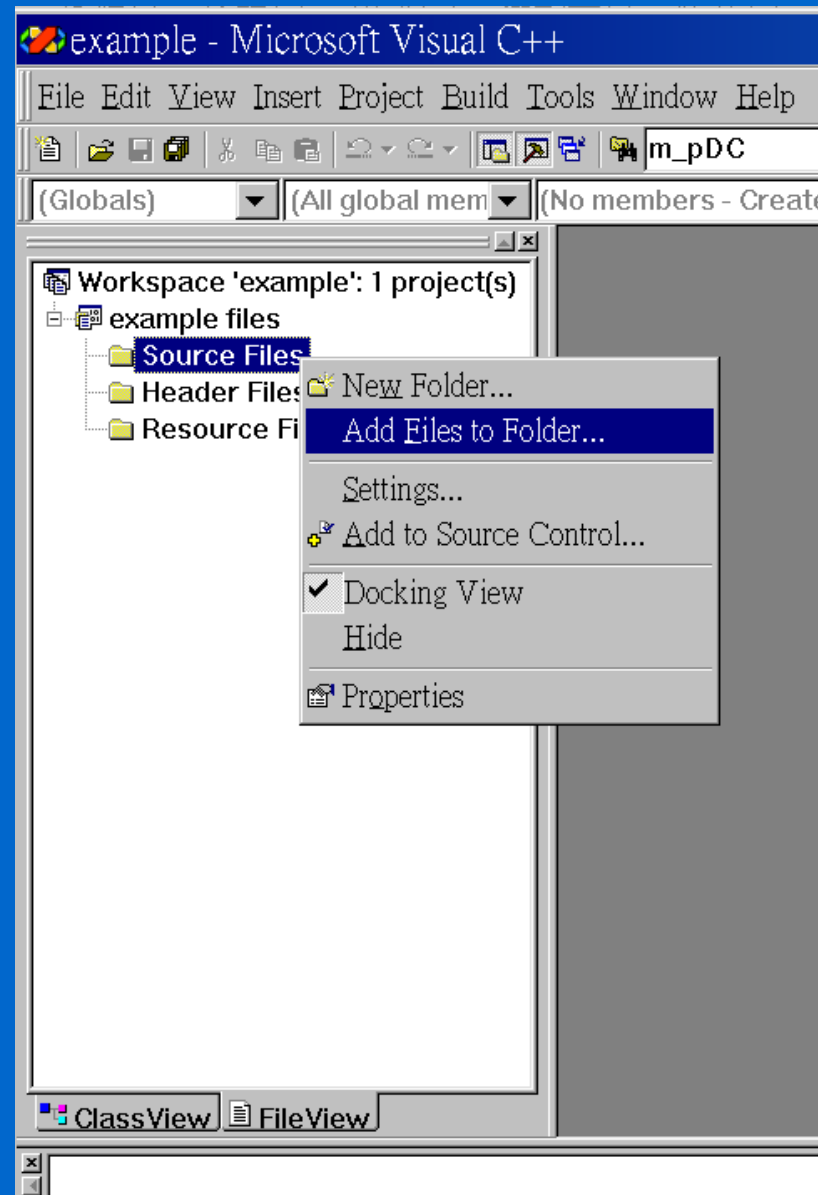 example - Microsoft Visual C++
File Edit View Insert Project Build Tools Window Help
m_pDC
(Globals) (All global mem (No members - Create
Workspace 'example': 1 project(s)
example files
Source Files
Header Files
Resource Fi
New Folder...
Add Files to Folder...
Settings...
Add to Source Control...
Docking View
Hide
Properties
ClassView FileView